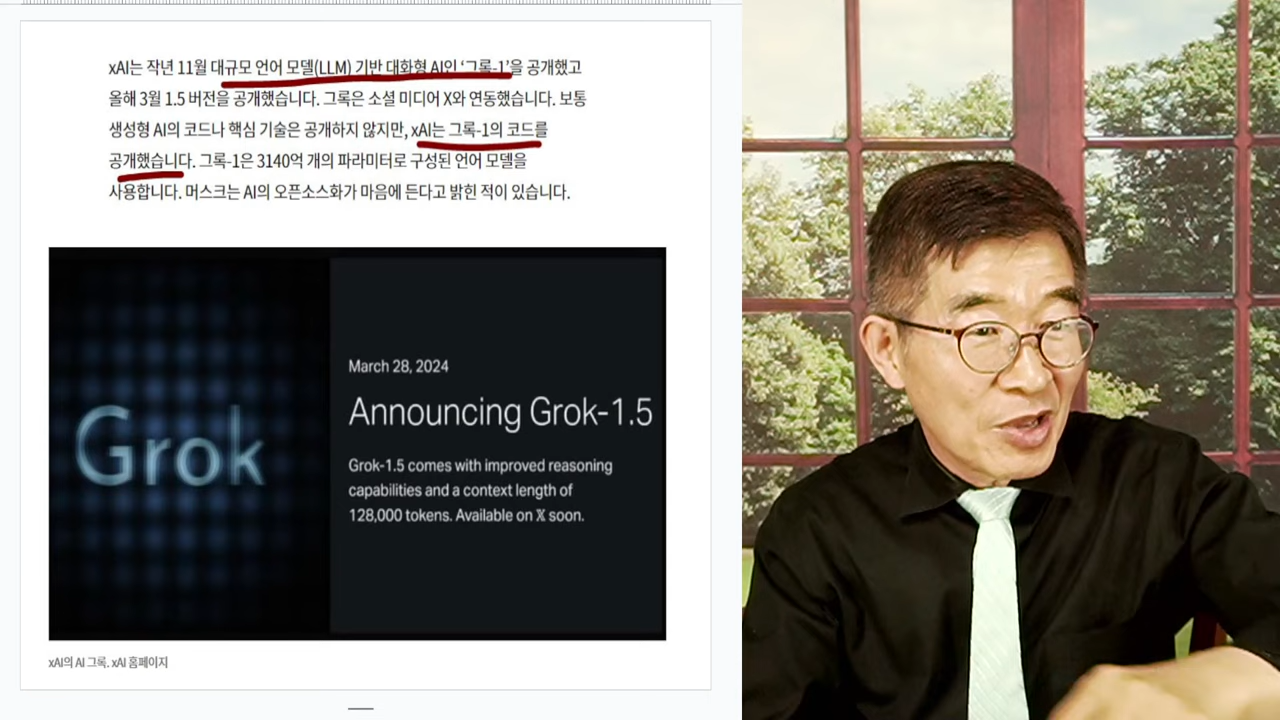 xAI는 작년 11월 대규모 언어 모델(LLM) 기반 대화형 AI인 ‘그록-1’을 공개했고
올해 3월 1.5 버전을 공개했습니다. 그록은 소셜 미디어 X와 연동했습니다. 보통
생성형 AI의 코드나 핵심 기술은 공개하지 않지만, xAI는 그록-1의 코드를
공개했습니다. 그록-1은 3140억 개의 파라미터로 구성된 언어 모델을
사용합니다. 머스크는 AI의 오픈소스화가 마음에 든다고 밝힌 적이 있습니다.
Grok
March 28, 2024
Announcing Grok-1.5
Grok-1.5 comes with improved reasoning
capabilities and a context length of
128,000 tokens. Available on 𝕏 soon.
xAI의 AI 그록. xAI 홈페이지